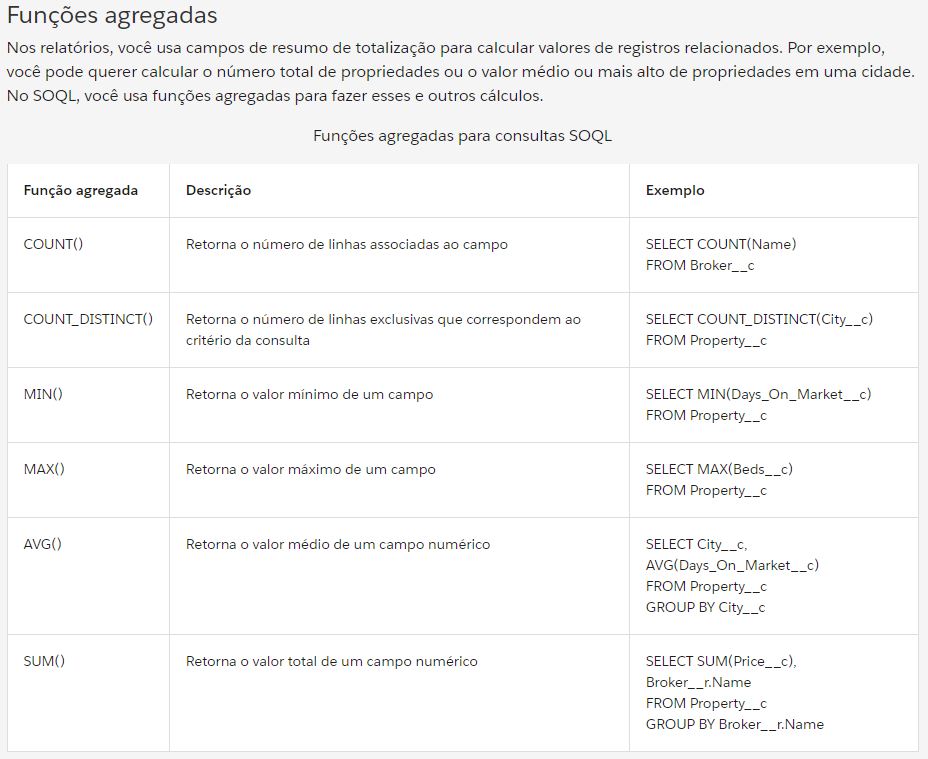 Funções agregadas
Nos relatórios, você usa campos de resumo de totalização para calcular valores de registros relacionados. Por exemplo,
você pode querer calcular o número total de propriedades ou o valor médio ou mais alto de propriedades em uma cidade.
No SOQL, você usa funções agregadas para fazer esses e outros cálculos.
Funções agregadas para consultas SOQL
Função agregada Descrição Exemplo
COUNT() Retorna o número de linhas associadas ao campo SELECT COUNT(Name)
FROM Broker__c
COUNT_DISTINCT() Retorna o número de linhas exclusivas que correspondem ao SELECT COUNT_DISTINCT(City__c)
critério da consulta FROM Property__c
MIN() Retorna o valor mínimo de um campo SELECT MIN(Days_On_Market__c)
FROM Property__c
MAX() Retorna o valor máximo de um campo SELECT MAX(Beds__c)
FROM Property__c
AVG() Retorna o valor médio de um campo numérico SELECT City__c,
AVG(Days_On_Market__c)
FROM Property__c
GROUP BY City__c
SUM() Retorna o valor total de um campo numérico SELECT SUM(Price__c),
Broker__r.Name
FROM Property__c
GROUP BY Broker__r.Name